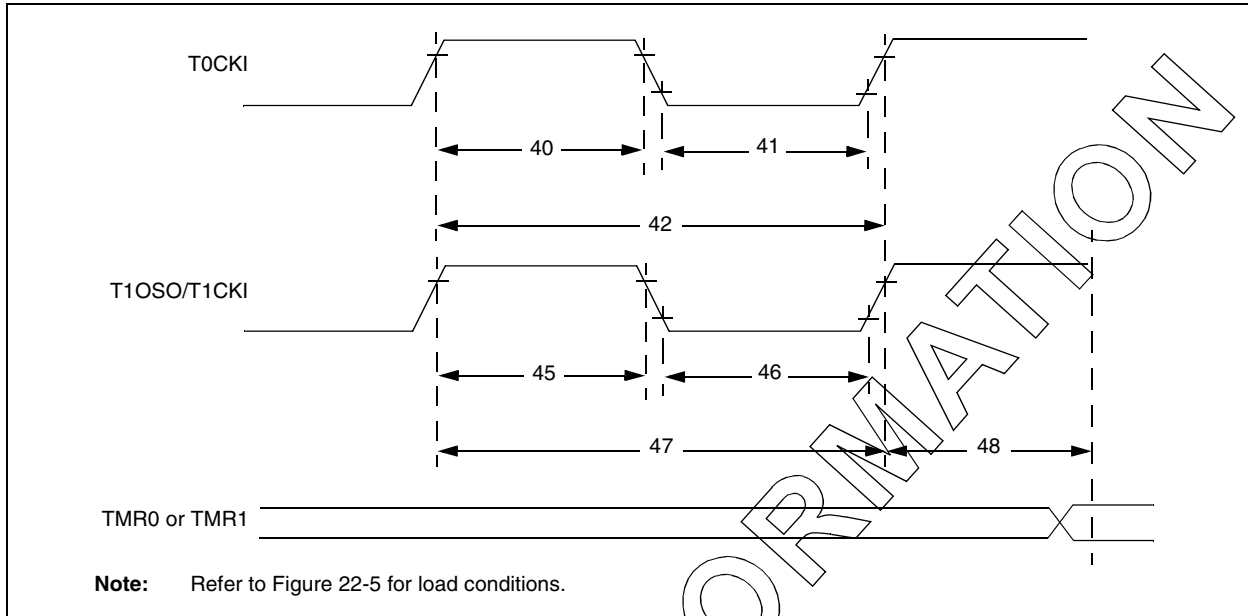 T0CKI
40
41
42
T1OSO/T1CKI
45
46
47
48
TMR0 or TMR1
Note: Refer to Figure 22-5 for load conditions.
ORMATION